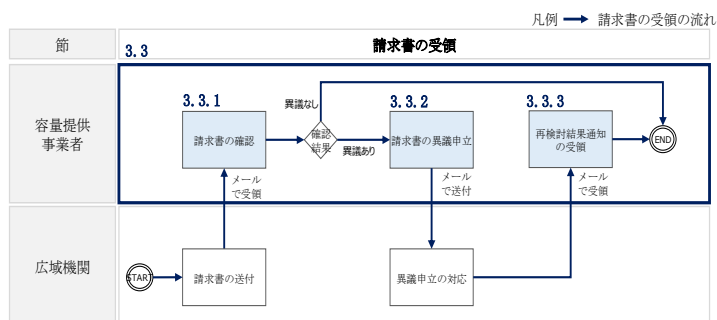 凡例 請求書の受領の流れ
節
3.3
請求書の受領
容量提供
事業者
3.3.1
請求書の確認
異議なし
確認
結果
異議あり
3.3.2
請求書の異議申立
3.3.3
再検討結果通知
の受領
END
メール
で受領
メール
で送付
メール
で受領
広域機関
START
請求書の送付
異議申立の対応